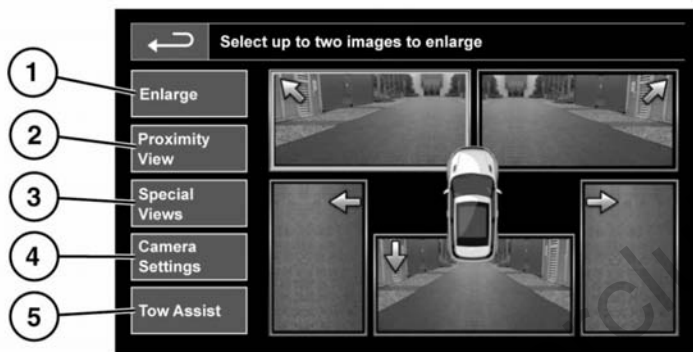 Select up to two images to enlarge
1
Enlarge
2
Proximity
View
3
Special
Views
4
Camera
Settings
5
Tow Assist